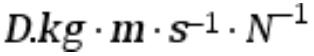 D.kg · m · s⁻¹ · N⁻¹